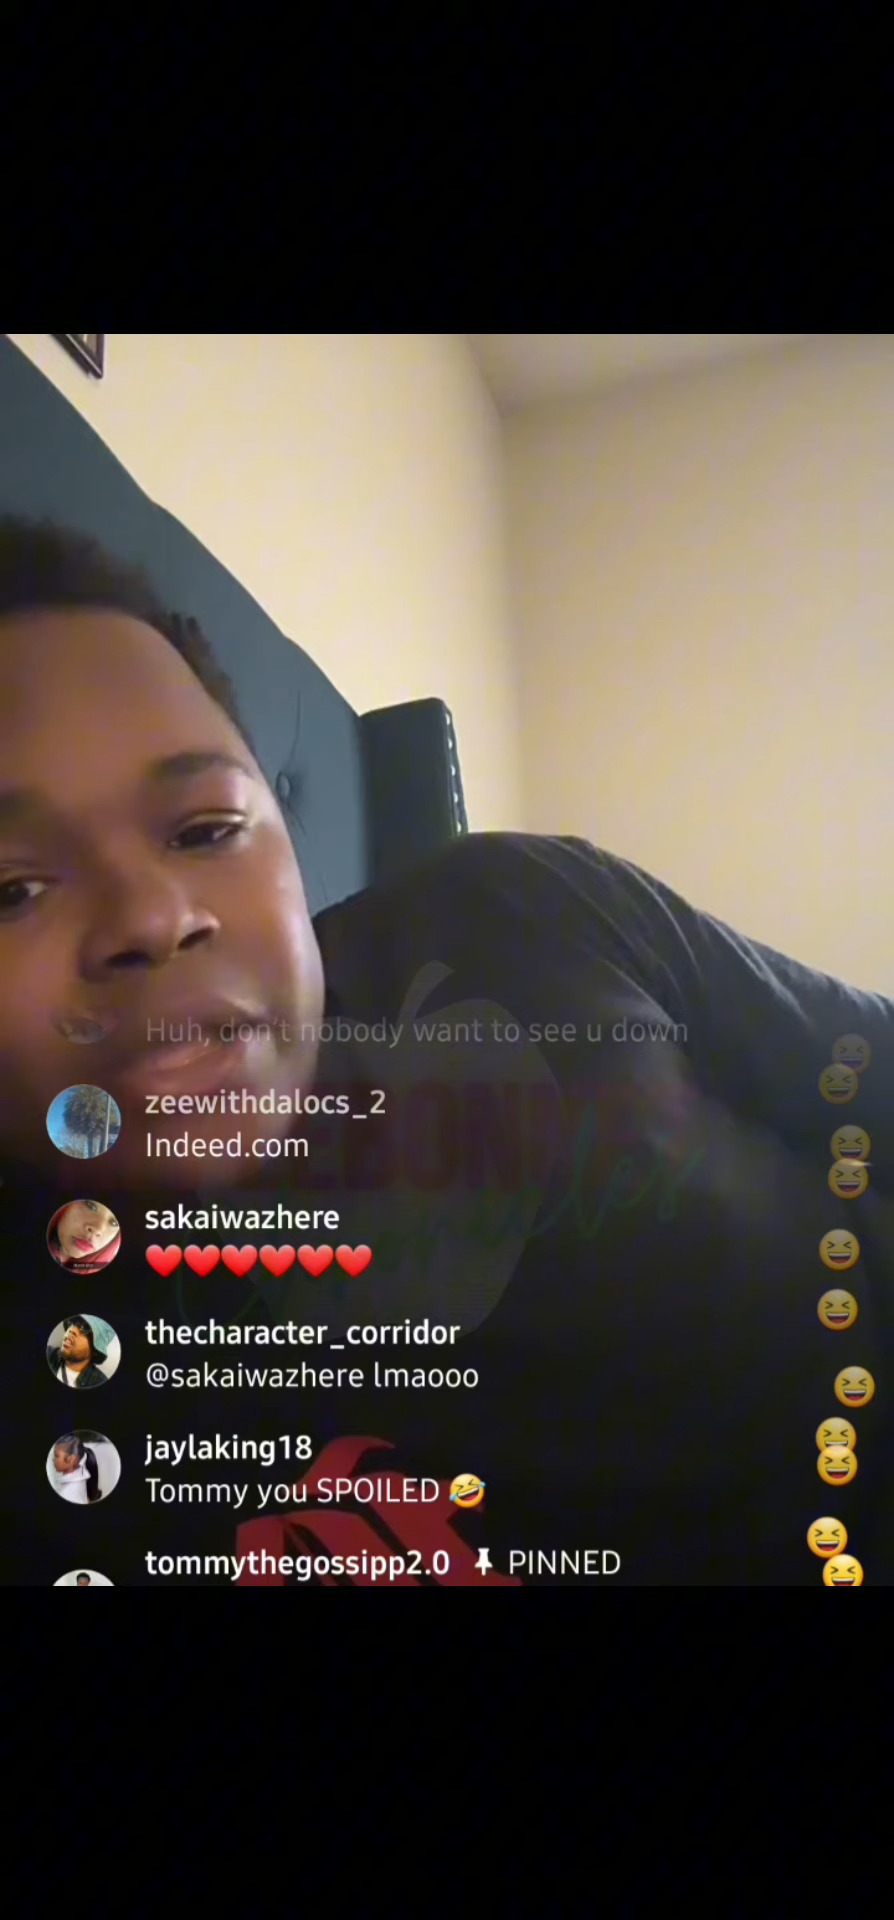 Huh, don't nobody want to see u down
zeewithdalocs_2
Indeed.com
sakaiwazhere
❤️❤️❤️❤️❤️❤️
thecharacter_corridor
@sakaiwazhere lmaooo
jaylaking18
Tommy you SPOILED 🤣
tommythegossipp2.0 📌 PINNED